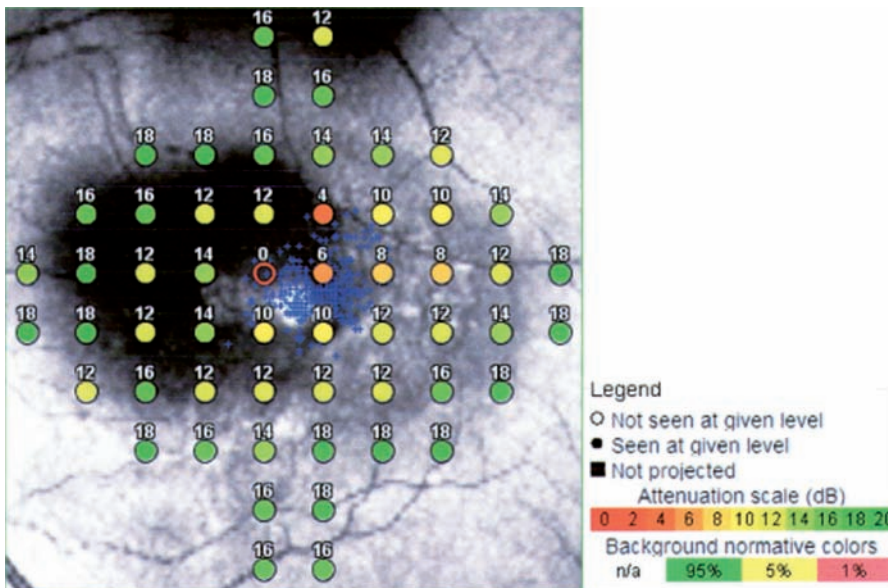 16 12
18 16
18 18 16 14 14 12
16 16 12 12 4 10 10 14
14 18 12 14 0 6 8 8 12 18
18 18 12 14 10 10 12 12 14 18
12 16 12 12 12 12 12 16 18
18 16 14 18 18 18
16 18
16 16
Legend
Not seen at given level
Seen at given level
Not projected
Attenuation scale (dB)
0 2 4 6 8 10 12 14 16 18 20
Background normative colors
n/a 95% 5% 1%